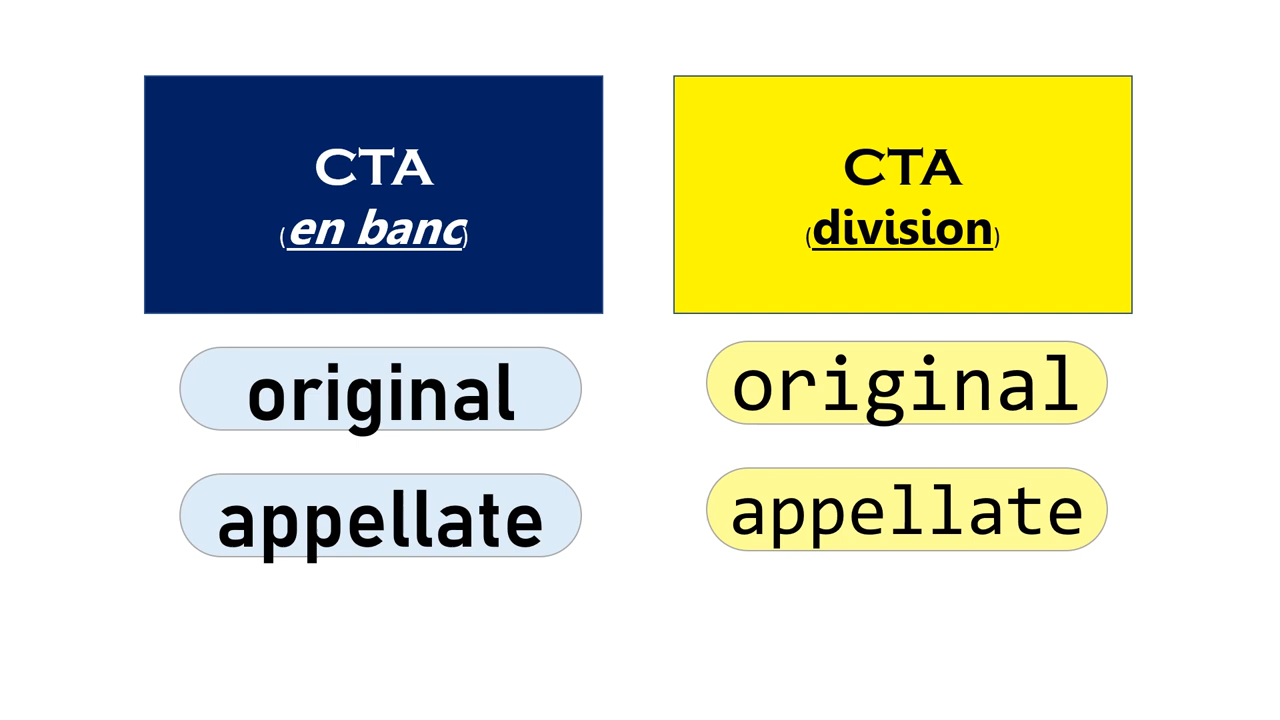 CTA
(en banc)
original
appellate
CTA
(division)
original
appellate